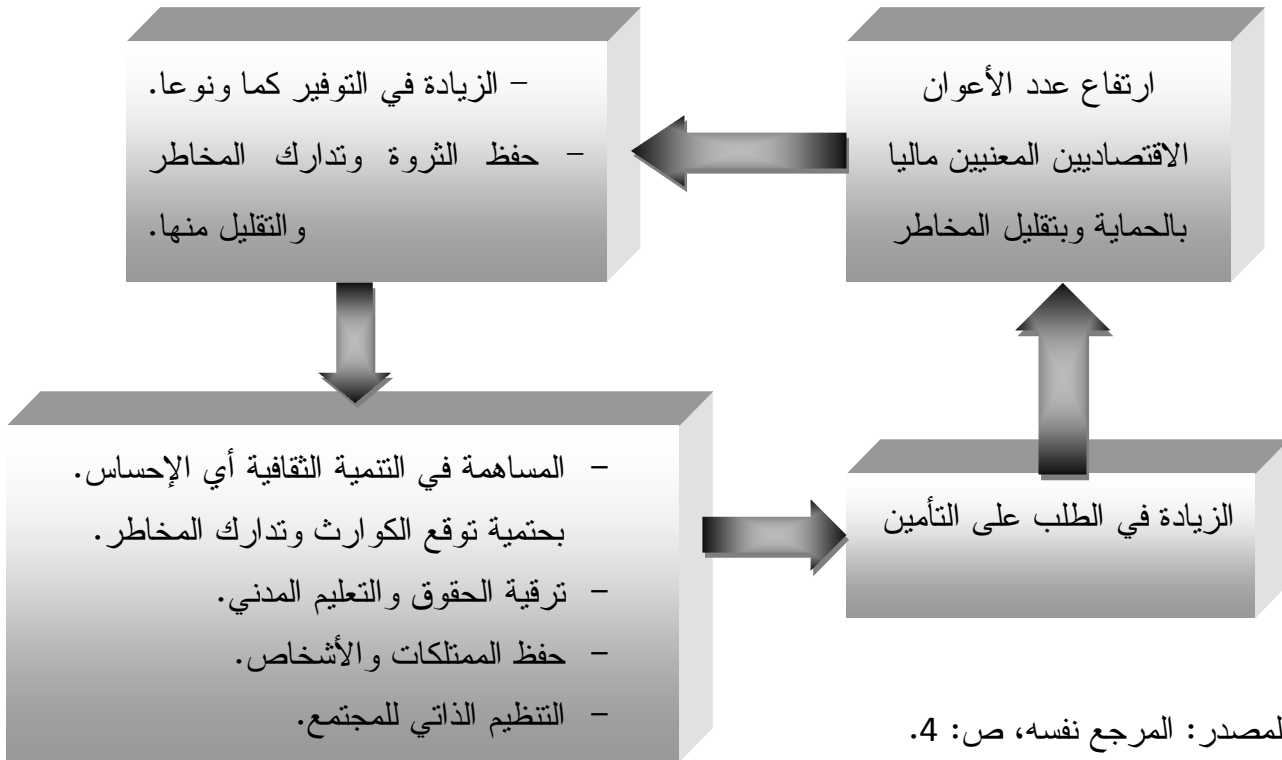 ارتفاع عدد الأعوان
الاقتصاديين المعنيين ماليا
بالحماية وبتقليل المخاطر
– الزيادة في التوفير كما ونوعا.
– حفظ الثروة وتدارك المخاطر
والتقليل منها.
– المساهمة في التنمية الثقافية أي الإحساس.
بحتمية توقع الكوارث وتدارك المخاطر.
– ترقية الحقوق والتعليم المدني.
– حفظ الممتلكات والأشخاص.
– التنظيم الذاتي للمجتمع.
الزيادة في الطلب على التأمين
لمصدر: المرجع نفسه، ص: 4.